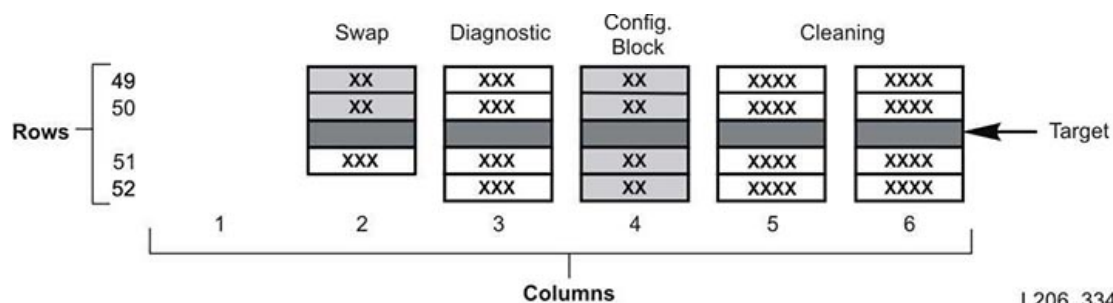 Swap Diagnostic Config. Block Cleaning
49 XX XXX XX XXXX XXXX
50 XX XXX XX XXXX XXXX
Rows Target
51 XXX XXX XX XXXX XXXX
52 XXX XX XXXX XXXX
1 2 3 4 5 6
Columns
L206_334